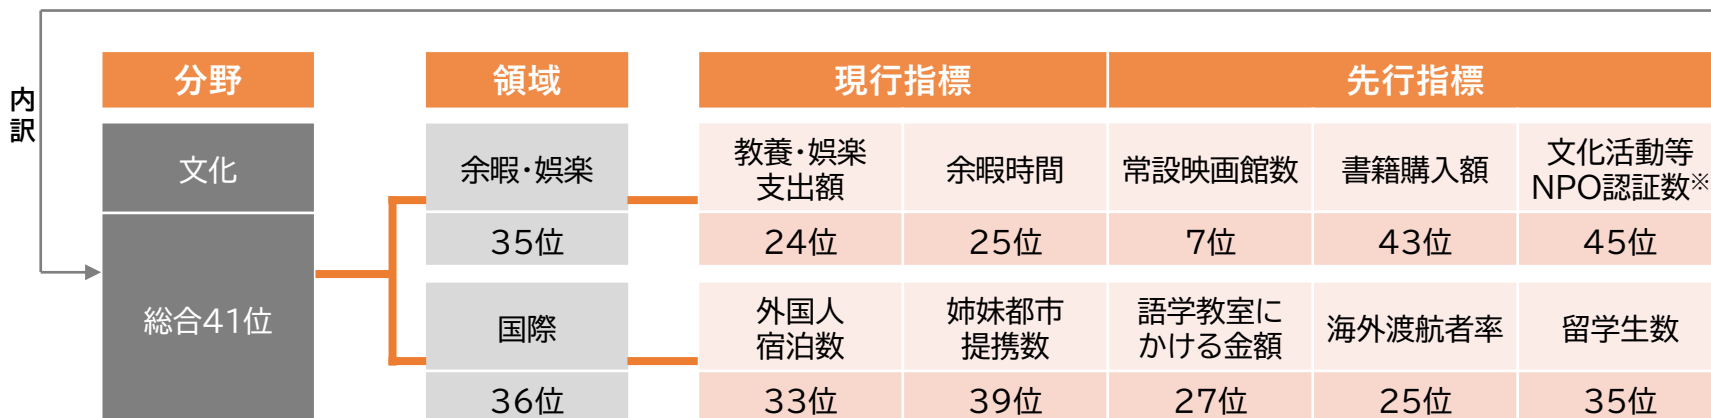 内訳
分野
領域
現行指標
先行指標
文化
余暇・娯楽
教養・娯楽
支出額
余暇時間
常設映画館数
書籍購入額
文化活動等
NPO認証数※
35位
24位
25位
7位
43位
45位
総合41位
国際
外国人
宿泊数
姉妹都市
提携数
語学教室に
かける金額
海外渡航者率
留学生数
36位
33位
39位
27位
25位
35位